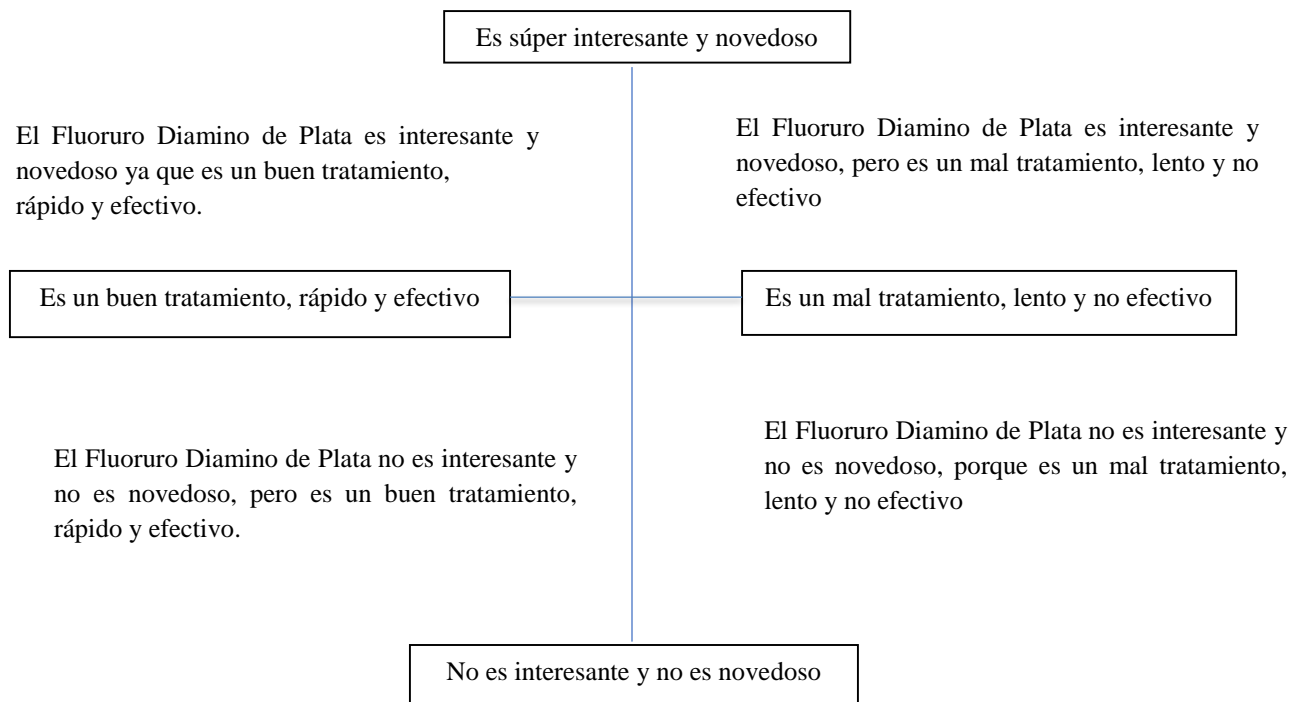 Es súper interesante y novedoso
El Fluoruro Diamino de Plata es interesante y
novedoso ya que es un buen tratamiento,
rápido y efectivo.
El Fluoruro Diamino de Plata es interesante y
novedoso, pero es un mal tratamiento, lento y no
efectivo
Es un buen tratamiento, rápido y efectivo
Es un mal tratamiento, lento y no efectivo
El Fluoruro Diamino de Plata no es interesante y
no es novedoso, pero es un buen tratamiento,
rápido y efectivo.
El Fluoruro Diamino de Plata no es interesante y
no es novedoso, porque es un mal tratamiento,
lento y no efectivo
No es interesante y no es novedoso